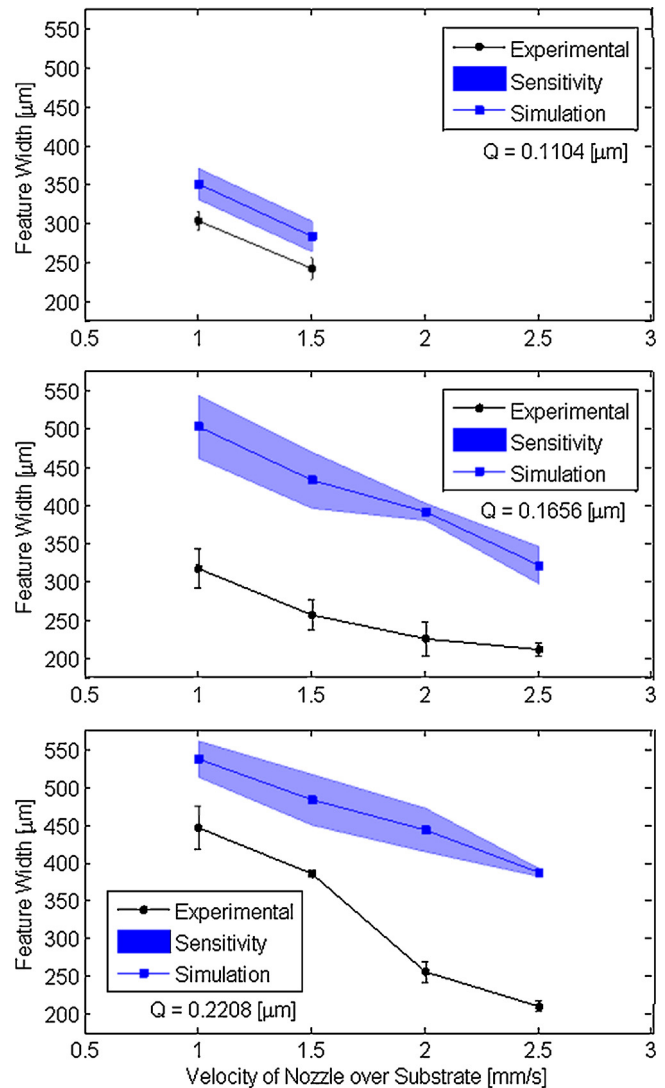 550
500
450
400
350
300
250
200
Feature Width [µm]
Experimental
Sensitivity
Simulation
Q = 0.1104 [µm]
0.5 1 1.5 2 2.5 3
550
500
450
400
350
300
250
200
Feature Width [µm]
Experimental
Sensitivity
Simulation
Q = 0.1656 [µm]
0.5 1 1.5 2 2.5 3
550
500
450
400
350
300
250
200
Feature Width [µm]
Experimental
Sensitivity
Simulation
Q = 0.2208 [µm]
0.5 1 1.5 2 2.5 3
Velocity of Nozzle over Substrate [mm/s]